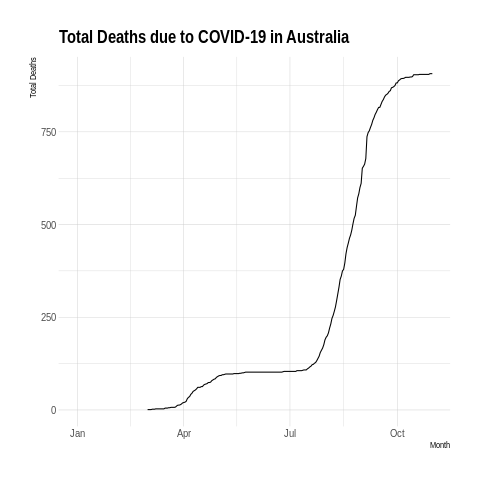 Total Deaths due to COVID-19 in Australia
Total Deaths
750
500
250
0
Jan Apr Jul Oct
Month